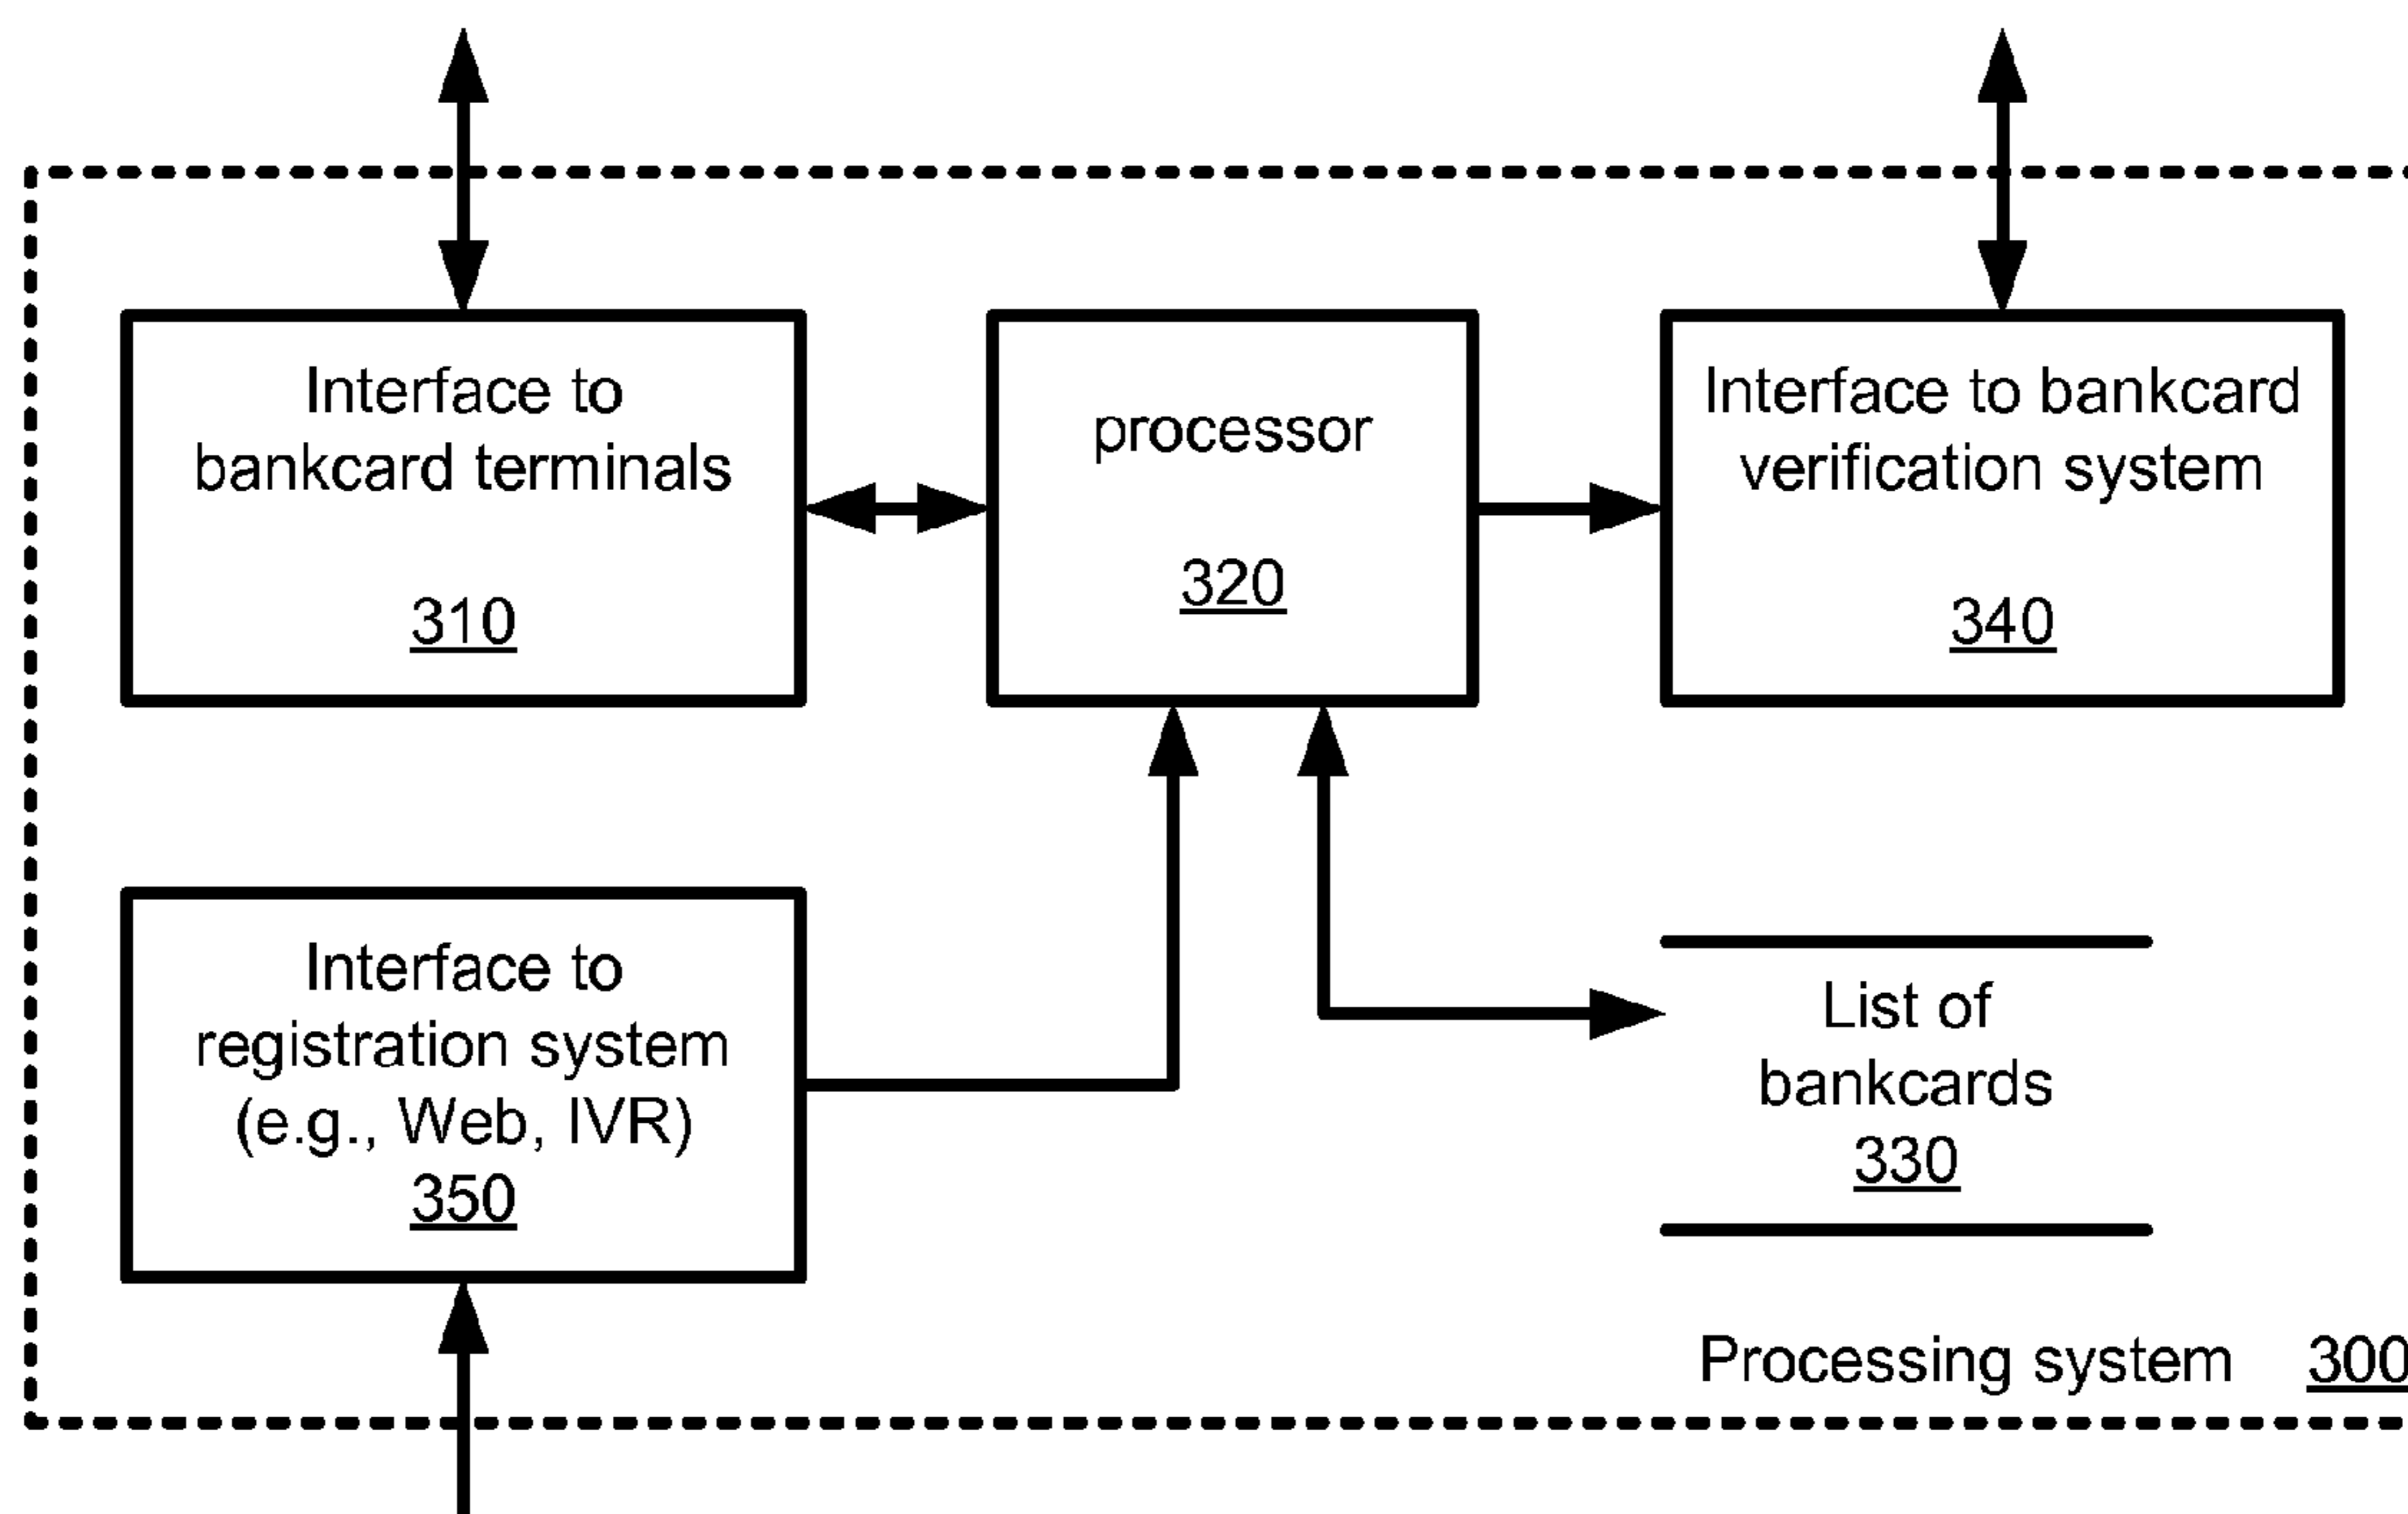 Interface to
bankcard terminals
310
processor
320
Interface to bankcard
verification system
340
Interface to
registration system
(e.g., Web, IVR)
350
List of
bankcards
330
Processing system 300